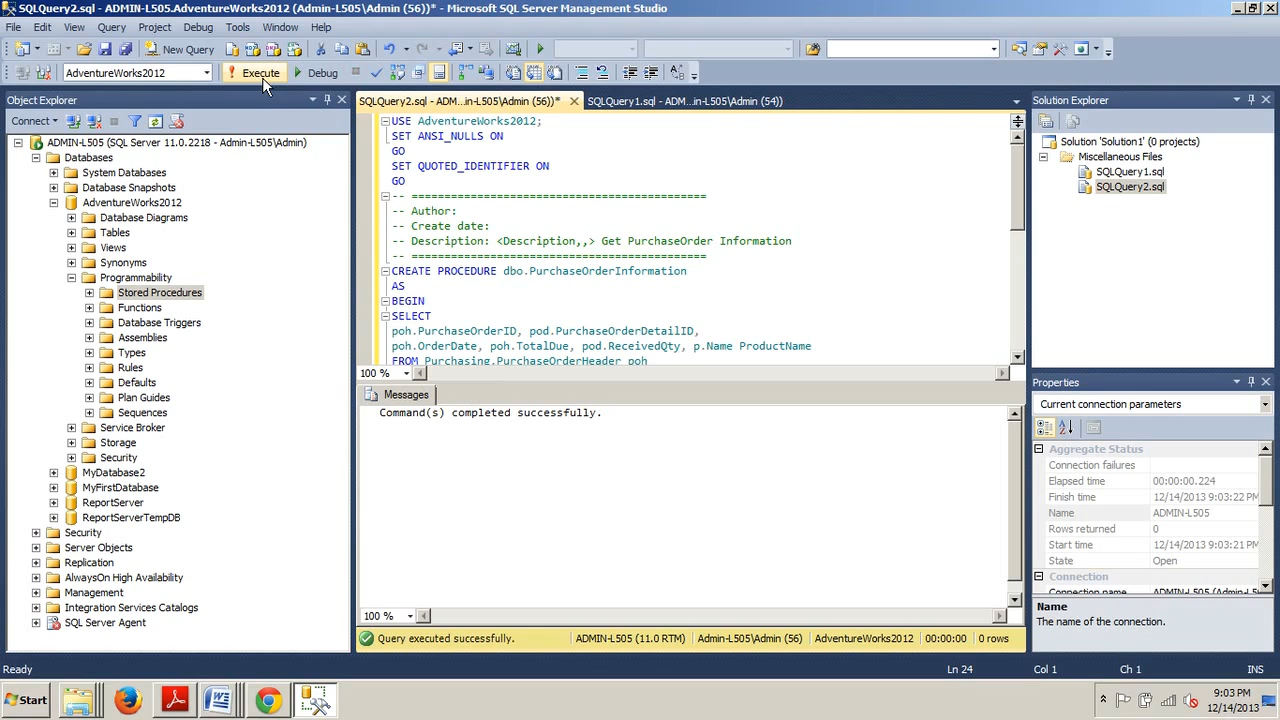 SQLQuery2.sql - ADMIN-L505.AdventureWorks2012 (Admin-L505\Admin (56))* - Microsoft SQL Server Management Studio
File Edit View Query Project Debug Tools Window Help
New Query
AdventureWorks2012 Execute Debug
Object Explorer
Connect
ADMIN-L505 (SQL Server 11.0.2218 - Admin-L505\Admin)
Databases
System Databases
Database Snapshots
AdventureWorks2012
Database Diagrams
Tables
Views
Synonyms
Programmability
Stored Procedures
Functions
Database Triggers
Assemblies
Types
Rules
Defaults
Plan Guides
Sequences
Service Broker
Storage
Security
MyDatabase2
MyFirstDatabase
ReportServer
ReportServerTempDB
Security
Server Objects
Replication
AlwaysOn High Availability
Management
Integration Services Catalogs
SQL Server Agent
SQLQuery2.sql - ADM...in-L505\Admin (56))* SQLQuery1.sql - ADM...in-L505\Admin (54))
USE AdventureWorks2012;
SET ANSI_NULLS ON
GO
SET QUOTED_IDENTIFIER ON
GO
-- =============================================
-- Author:
-- Create date:
-- Description: <Description,,> Get PurchaseOrder Information
-- =============================================
CREATE PROCEDURE dbo.PurchaseOrderInformation
AS
BEGIN
SELECT
poh.PurchaseOrderID, pod.PurchaseOrderDetailID,
poh.OrderDate, poh.TotalDue, pod.ReceivedQty, p.Name ProductName
FROM Purchasing.PurchaseOrderHeader poh
100 %
Messages
Command(s) completed successfully.
100 %
Query executed successfully. ADMIN-L505 (11.0 RTM) Admin-L505\Admin (56) AdventureWorks2012 00:00:00 0 rows
Solution Explorer
Solution 'Solution1' (0 projects)
Miscellaneous Files
SQLQuery1.sql
SQLQuery2.sql
Properties
Current connection parameters
Aggregate Status
Connection failures
Elapsed time 00:00:00.224
Finish time 12/14/2013 9:03:22 PM
Name ADMIN-L505
Rows returned 0
Start time 12/14/2013 9:03:21 PM
State Open
Connection
Connection name ADMIN-L505 (Admin-L
Name
The name of the connection.
Ready Ln 24 Col 1 Ch 1 INS
Start 9:03 PM
12/14/2013